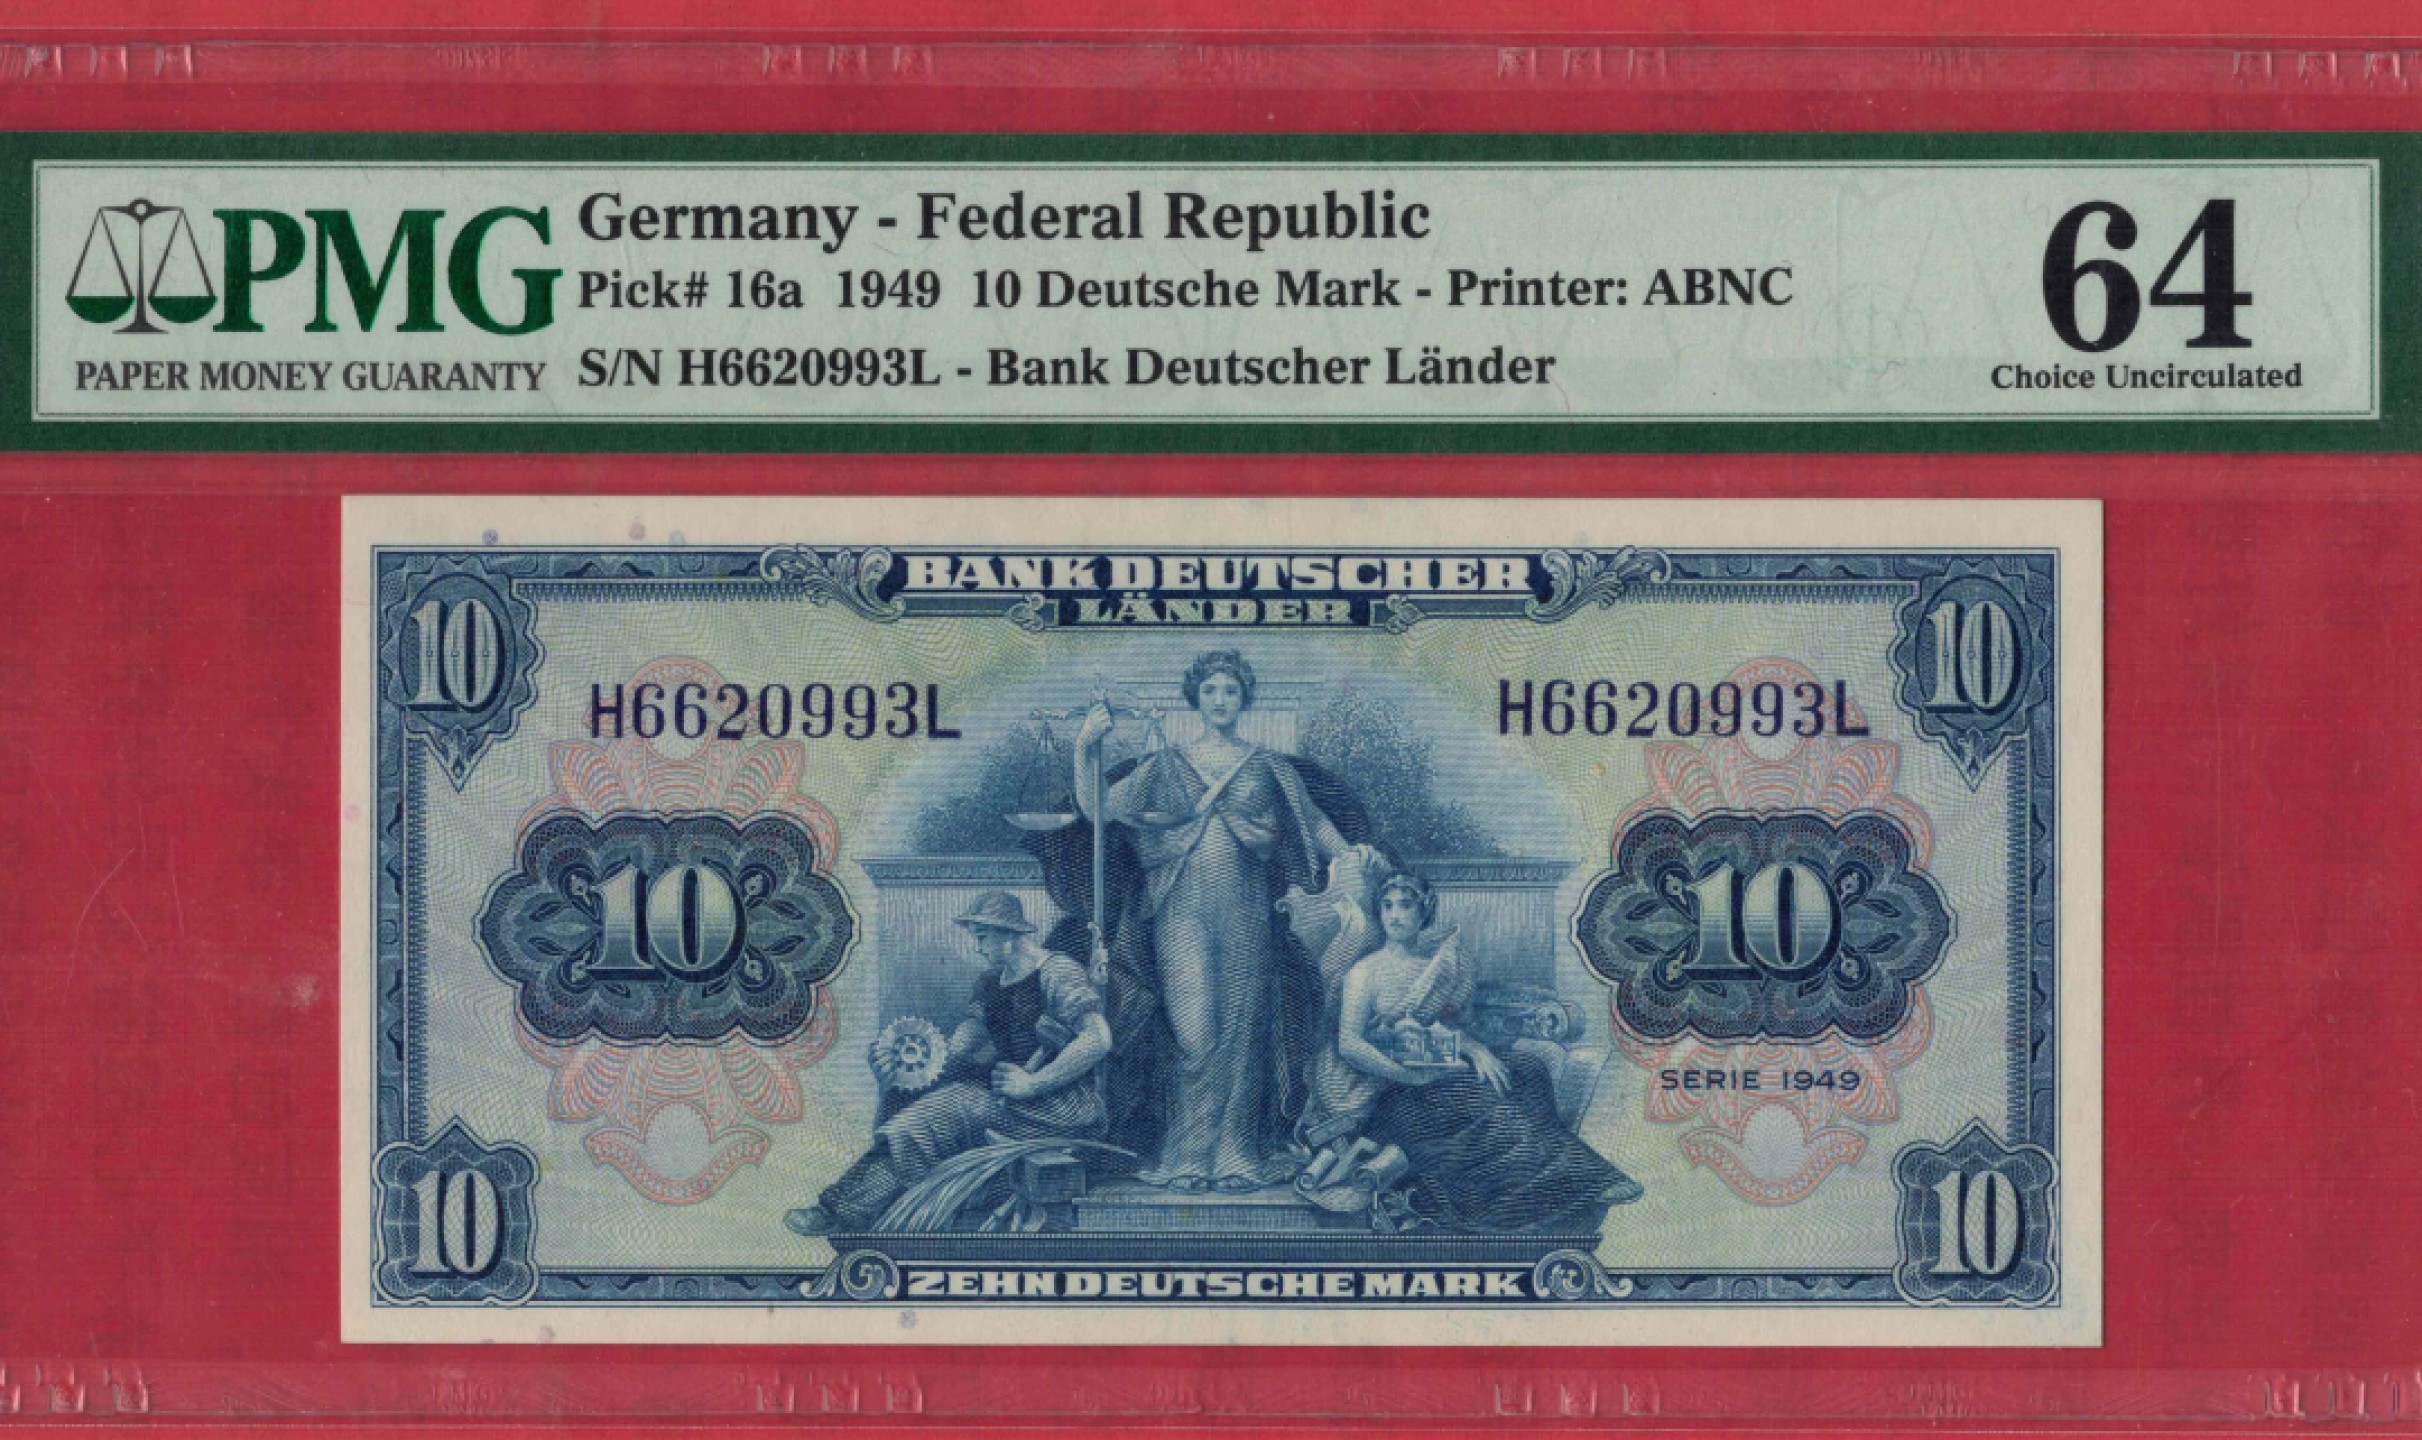 PMG
PAPER MONEY GUARANTY
Germany - Federal Republic
Pick# 16a 1949 10 Deutsche Mark - Printer: ABNC
S/N H6620993L - Bank Deutscher Länder
64
Choice Uncirculated
BANK DEUTSCHER
LÄNDER
10
10
H6620993L
H6620993L
10
10
SERIE 1949
10
10
ZEHN DEUTSCHE MARK